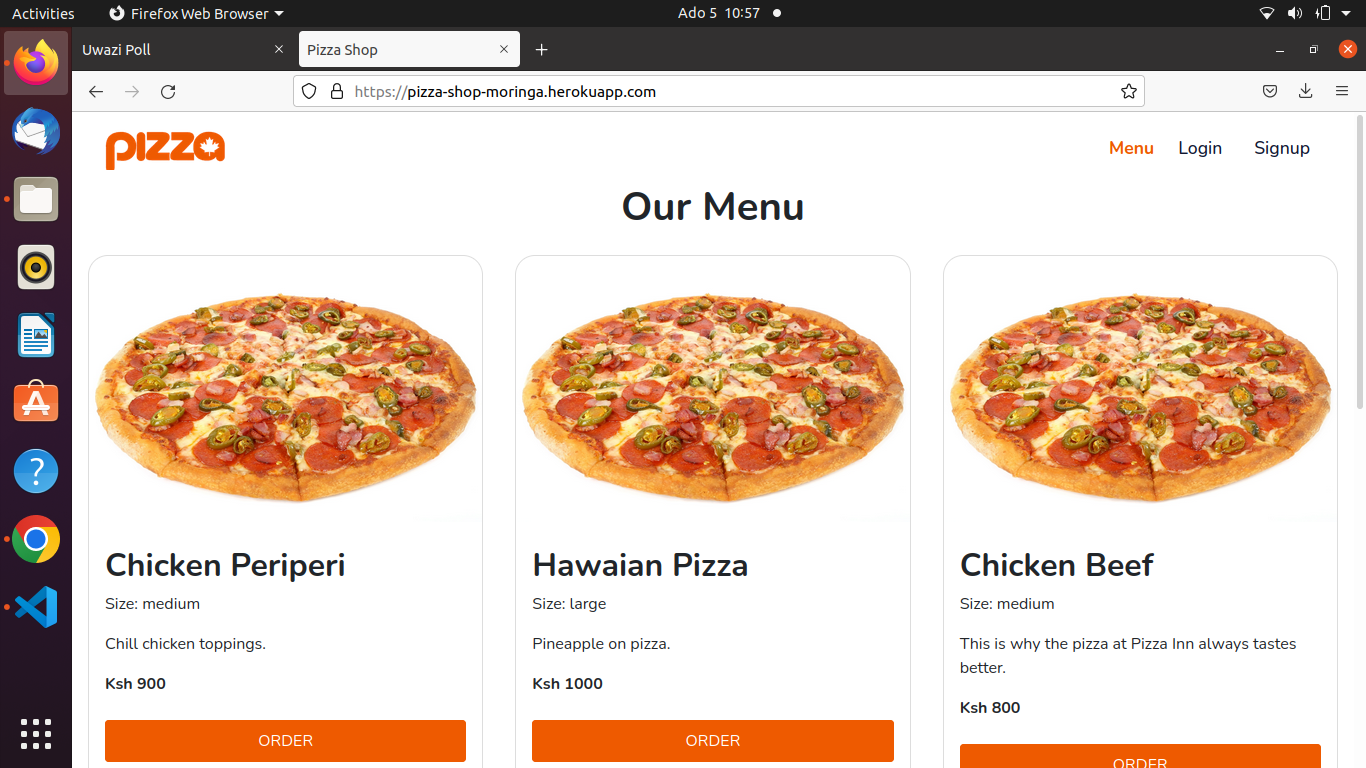 Activities
Firefox Web Browser
Ado 5 10:57
Uwazi Poll
Pizza Shop
https://pizza-shop-moringa.herokuapp.com
pizza
Menu
Login
Signup
Our Menu
Chicken Periperi
Size: medium
Chill chicken toppings.
Ksh 900
ORDER
Hawaian Pizza
Size: large
Pineapple on pizza.
Ksh 1000
ORDER
Chicken Beef
Size: medium
This is why the pizza at Pizza Inn always tastes
better.
Ksh 800
ORDER